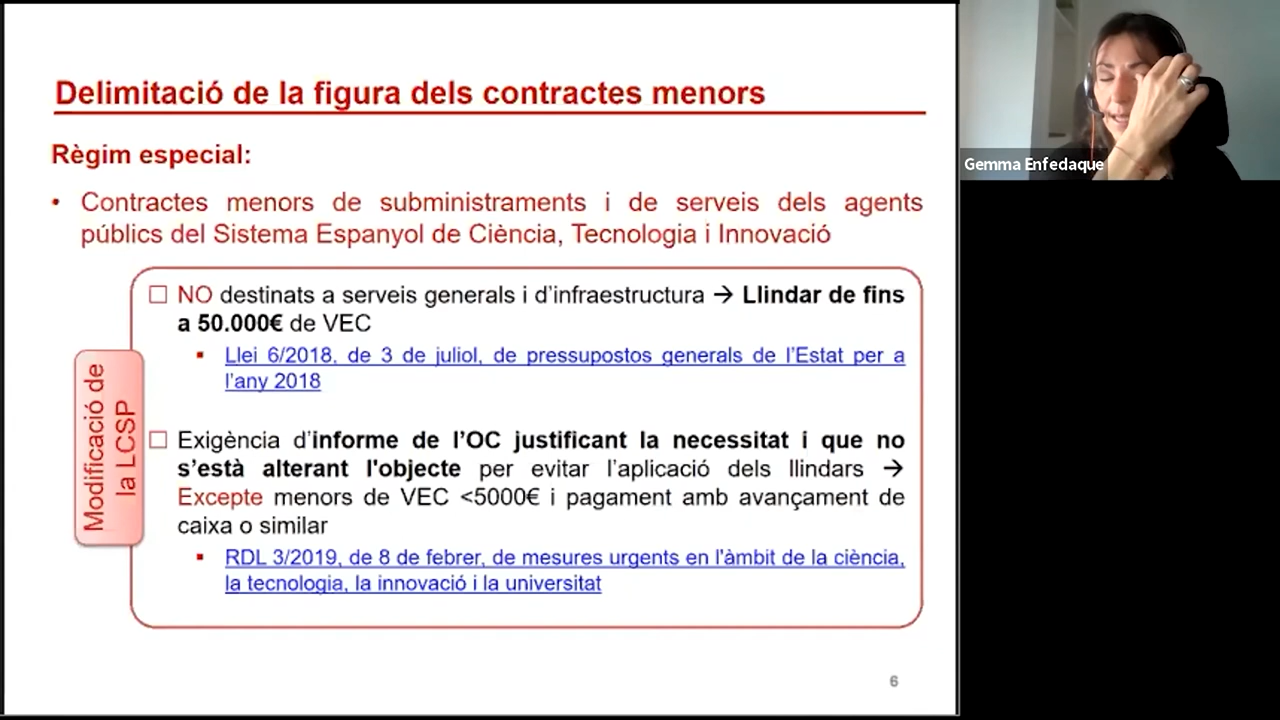 Delimitació de la figura dels contractes menors
Règim especial:
• Contractes menors de subministraments i de serveis dels agents
públics del Sistema Espanyol de Ciència, Tecnologia i Innovació
☐ NO destinats a serveis generals i d’infraestructura → Llindar de fins
a 50.000€ de VEC
▪ Llei 6/2018, de 3 de juliol, de pressupostos generals de l’Estat per a
l’any 2018
Modificació de
la LCSP
☐ Exigència d’informe de l’OC justificant la necessitat i que no
s’està alterant l'objecte per evitar l’aplicació dels llindars →
Excepte menors de VEC <5000€ i pagament amb avançament de
caixa o similar
▪ RDL 3/2019, de 8 de febrer, de mesures urgents en l'àmbit de la ciència,
la tecnologia, la innovació i la universitat
6
Gemma Enfedaque